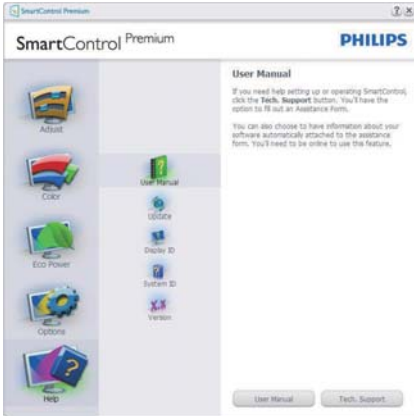 SmartControl Premium
SmartControl Premium
PHILIPS
Adjust
Color
Eco Power
Options
Help
User Manual
Update
Display ID
System ID
Version
User Manual
If you need help setting up or operating SmartControl,
click the Tech. Support button. You'll have the
option to fill out an Assistance Form.
You can also choose to have information about your
software automatically attached to the assistance
form. You'll need to be online to use this feature.
User Manual
Tech. Support